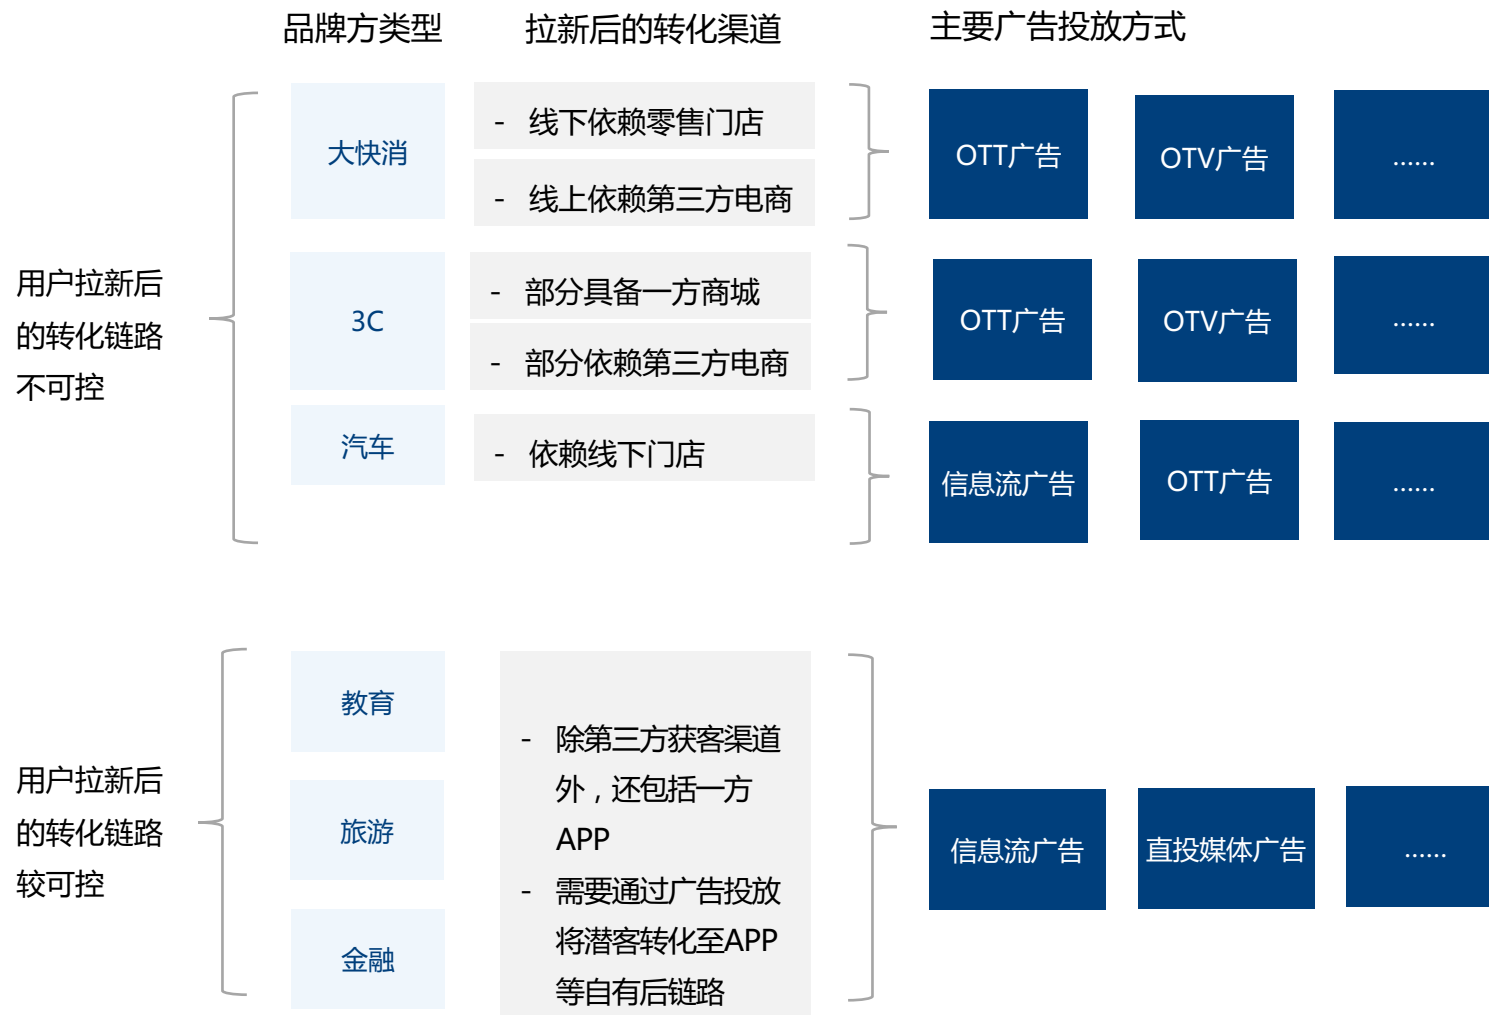 品牌方类型
拉新后的转化渠道
主要广告投放方式
用户拉新后
的转化链路
不可控
大快消
- 线下依赖零售门店
- 线上依赖第三方电商
OTT广告
OTV广告
......
3C
- 部分具备一方商城
- 部分依赖第三方电商
OTT广告
OTV广告
......
汽车
- 依赖线下门店
信息流广告
OTT广告
......
用户拉新后
的转化链路
较可控
教育
旅游
金融
- 除第三方获客渠道
外，还包括一方
APP
- 需要通过广告投放
将潜客转化至APP
等自有后链路
信息流广告
直投媒体广告
......